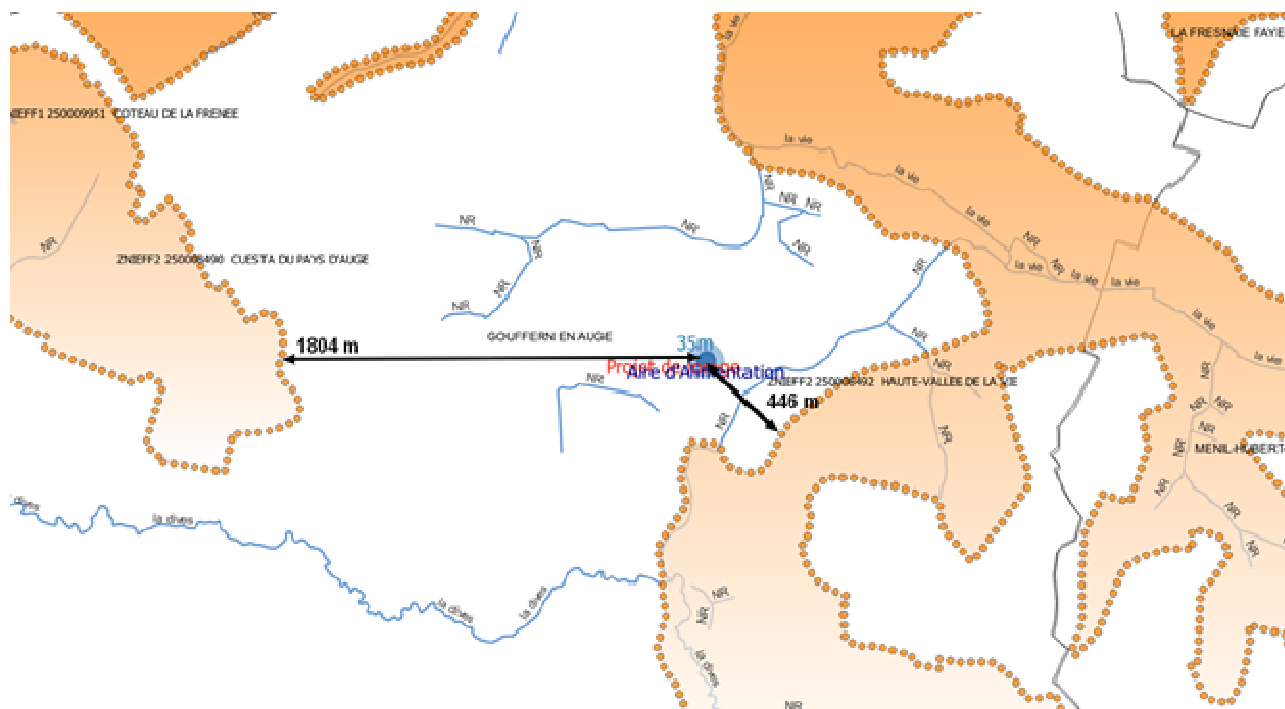 la vie
LA FRESNAIE FAYE
ZNIEFF1 250009951 COTEAU DE LA FRENEE
la vie
la vie
NR
NR
NR
NR
la vie
NR
NR
NR
NR
NR
NR
NR
ZNIEFF2 250008490 CUESTA DU PAYS D'AUGE
la vie
la vie
la vie
NR
la vie
GOUFFERN EN AUGE
35m
1804 m
NR
Projet de
Aire d'Alimentation
NR
ZNIEFF2 250008492 HAUTE-VALLEE DE LA VIE
446 m
NR
NR
NR
NR
NR
NR
MENIL-HUBERT
NR
NR
la dives
la dives
NR
NR
la dives
la dives
NR
NR
la dives
NR